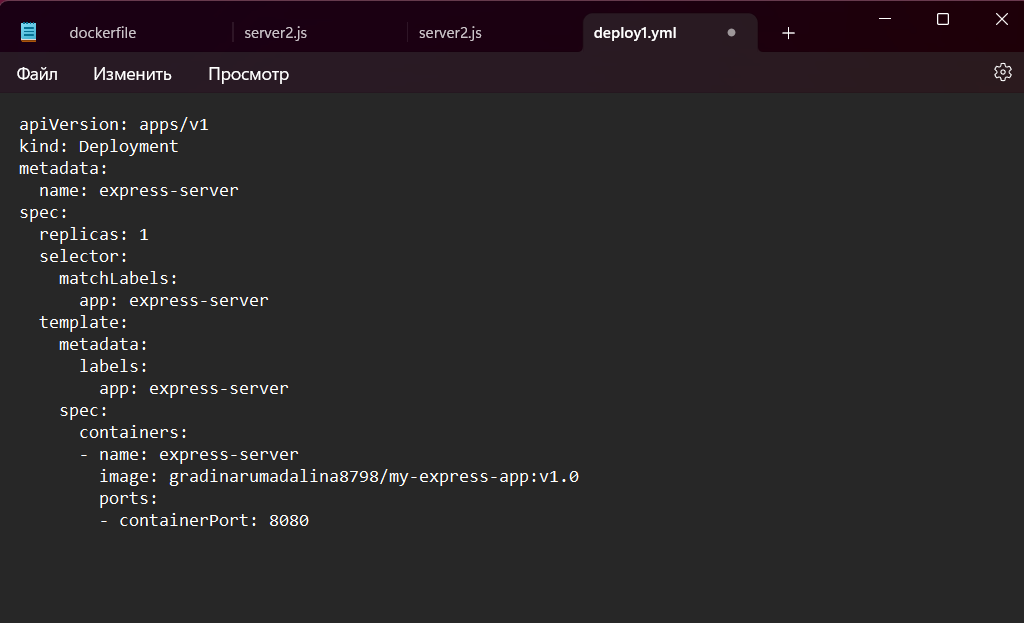 dockerfile
server2.js
server2.js
deploy1.yml
Файл
Изменить
Просмотр
apiVersion: apps/v1
kind: Deployment
metadata:
  name: express-server
spec:
  replicas: 1
  selector:
    matchLabels:
      app: express-server
  template:
    metadata:
      labels:
        app: express-server
    spec:
      containers:
      - name: express-server
        image: gradinarumadalina8798/my-express-app:v1.0
        ports:
        - containerPort: 8080